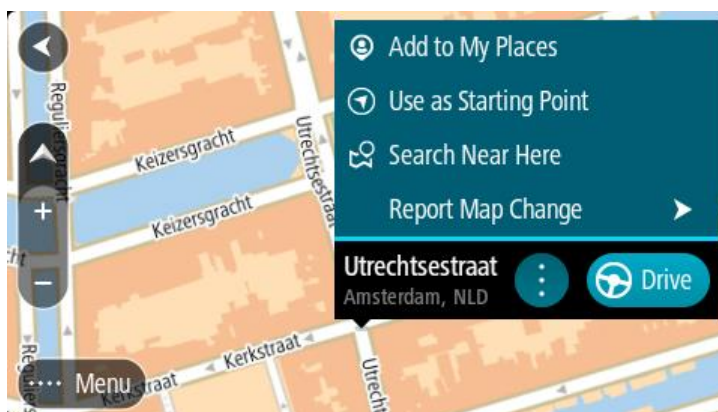 Add to My Places
Use as Starting Point
Search Near Here
Report Map Change
Utrechtsestraat
Amsterdam, NLD
Drive
Reguliersgracht
Keizersgracht
Utrechtsestraat
Keizersgracht
+
−
Kerkstraat
Kerkstraat
Menu